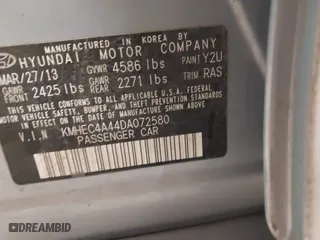 MANUFACTURED IN KOREA BY
HYUNDAI MOTOR COMPANY
MAR/27/13 GVWR 4586 lbs PAINT Y2U
GAWR FRONT 2425 lbs GAWR REAR 2271 lbs TRIM RAS
THIS VEHICLE CONFORMS TO ALL APPLICABLE
FEDERAL MOTOR VEHICLE SAFETY, BUMPER,
AND THEFT PREVENTION STANDARDS IN EFFECT
ON THE DATE OF MANUFACTURE SHOWN ABOVE.
V.I.N KMHEC4A44DA072580
PASSENGER CAR
DREAMBID